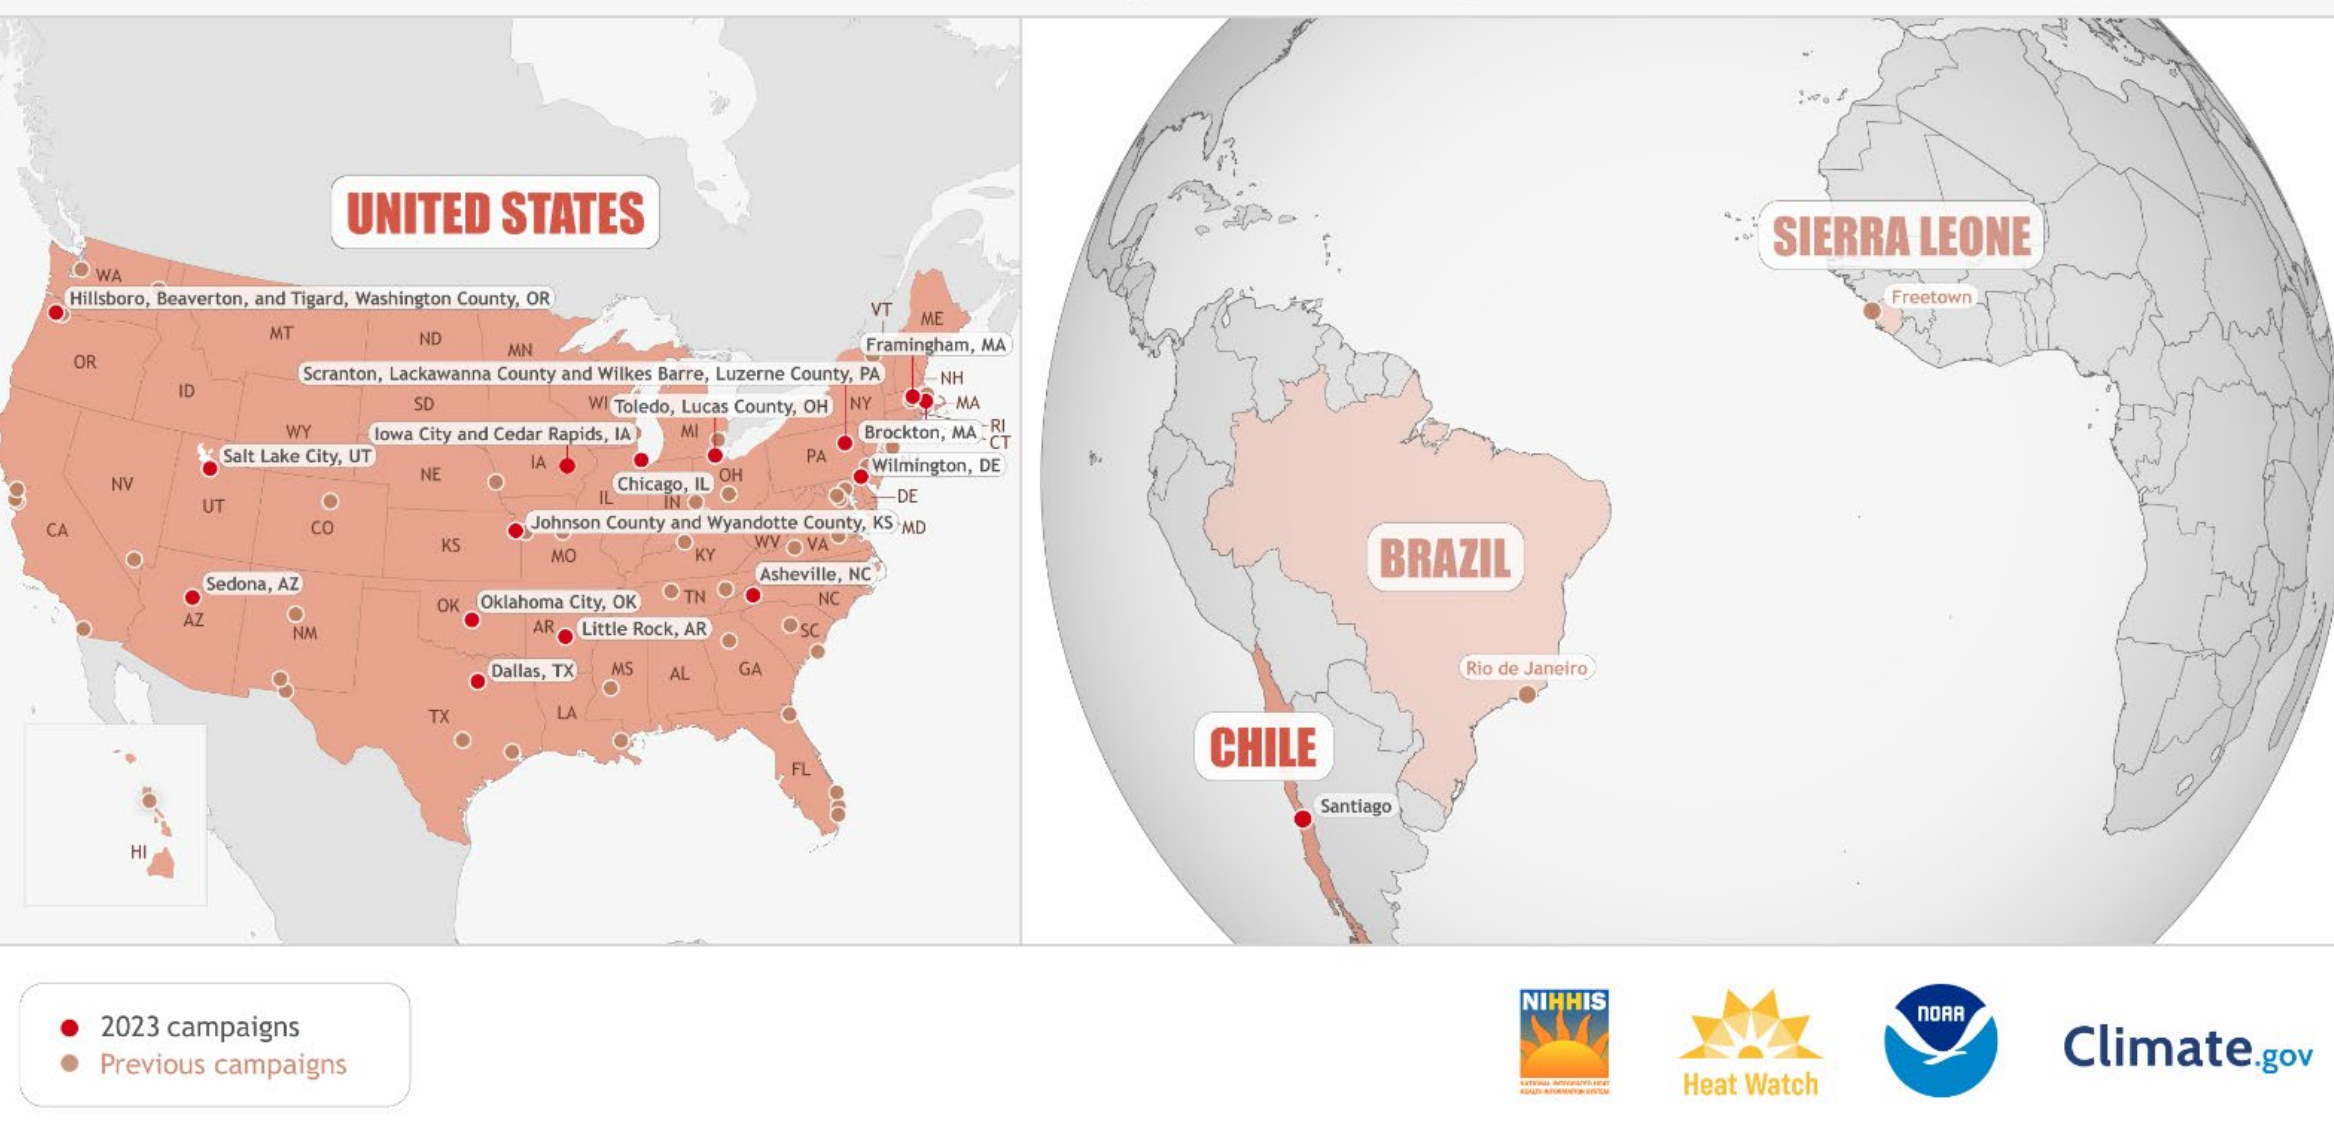 UNITED STATES
WA
Hillsboro, Beaverton, and Tigard, Washington County, OR
MT
ND
MN
VT
ME
Framingham, MA
OR
ID
Scranton, Lackawanna County and Wilkes Barre, Luzerne County, PA
NH
SD
WI
Toledo, Lucas County, OH
NY
MA
WY
Iowa City and Cedar Rapids, IA
MI
Brockton, MA
RI
CT
Salt Lake City, UT
NE
IA
PA
Wilmington, DE
NV
UT
Chicago, IL
OH
IL
IN
DE
CA
CO
Johnson County and Wyandotte County, KS
MD
KS
MO
KY
WV
VA
Sedona, AZ
Asheville, NC
AZ
NM
OK
Oklahoma City, OK
TN
NC
AR
Little Rock, AR
SC
Dallas, TX
MS
AL
GA
TX
LA
FL
HI
SIERRA LEONE
Freetown
BRAZIL
Rio de Janeiro
CHILE
Santiago
2023 campaigns
Previous campaigns
NIHHIS
NATIONAL INTEGRATED HEAT
HEALTH INFORMATION SYSTEM
Heat Watch
NOAA
Climate.gov